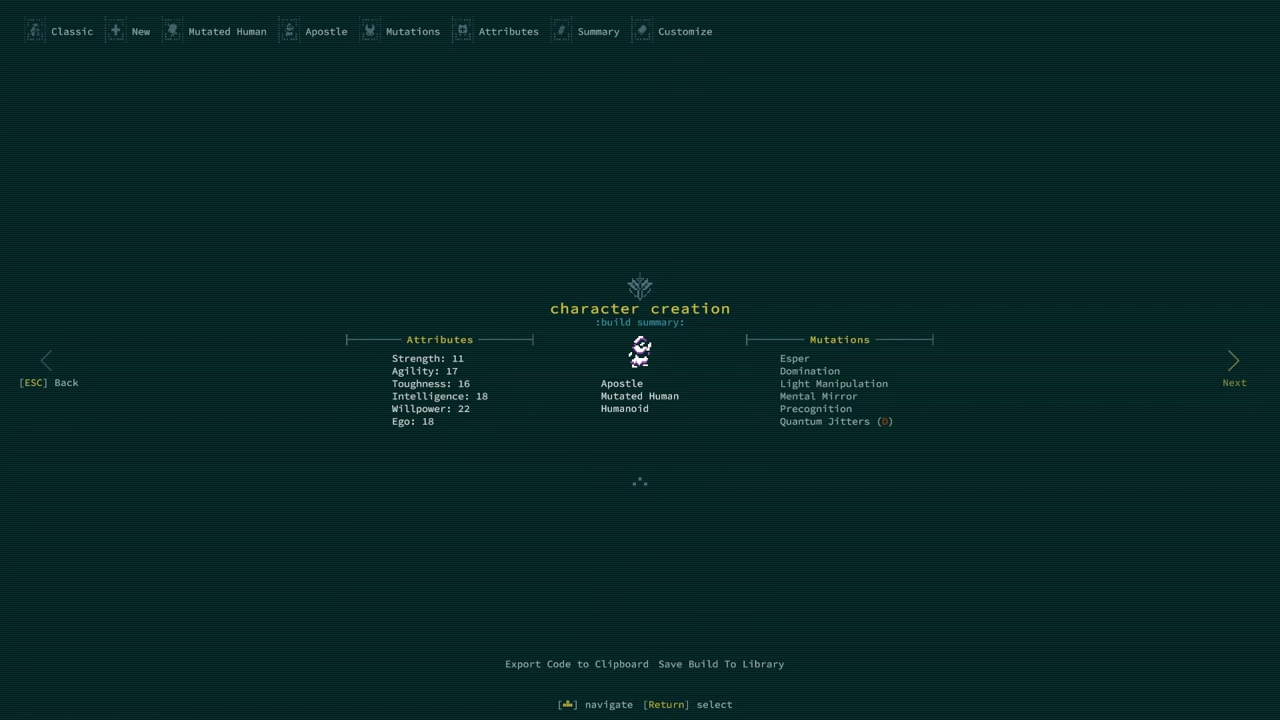 Classic New Mutated Human Apostle Mutations Attributes Summary Customize
character creation
:build summary:
Attributes
Strength: 11
Agility: 17
Toughness: 16
Intelligence: 18
Willpower: 22
Ego: 18
Apostle
Mutated Human
Humanoid
Mutations
Esper
Domination
Light Manipulation
Mental Mirror
Precognition
Quantum Jitters (D)
[ESC] Back
Next
Export Code to Clipboard Save Build To Library
[] navigate [Return] select